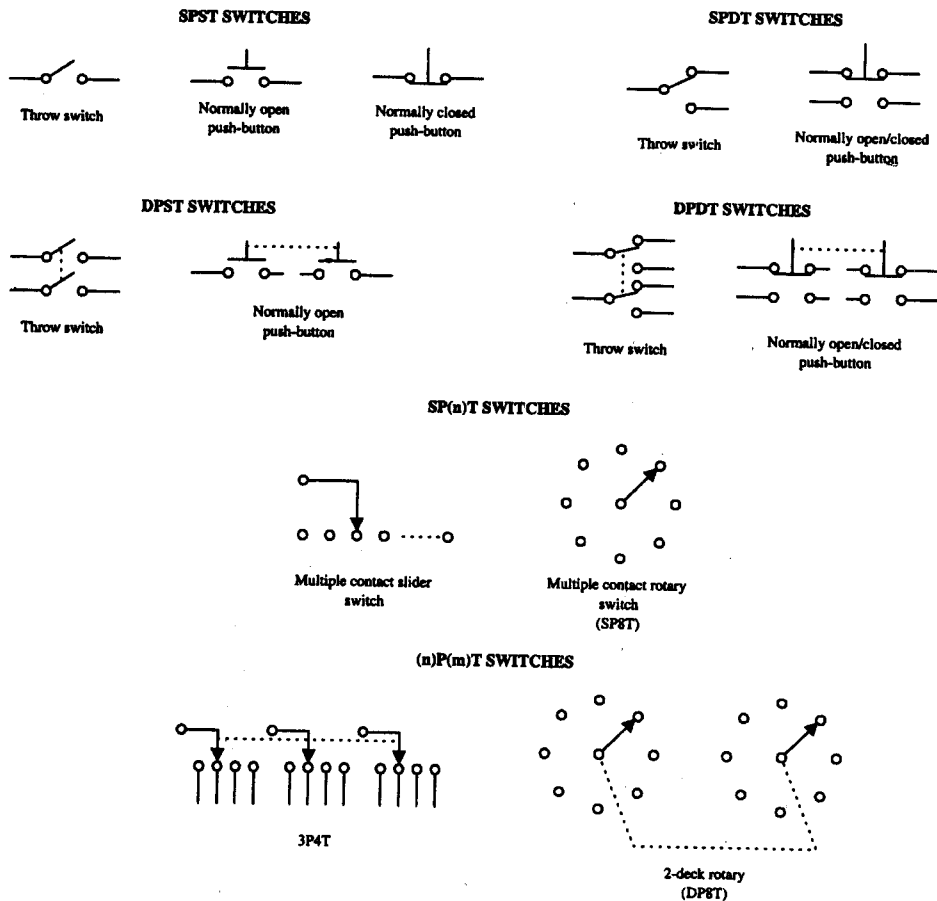 SPST SWITCHES
SPDT SWITCHES
Throw switch
Normally open
push-button
Normally closed
push-button
Throw switch
Normally open/closed
push-button
DPST SWITCHES
DPDT SWITCHES
Throw switch
Normally open
push-button
Throw switch
Normally open/closed
push-button
SP(n)T SWITCHES
Multiple contact slider
switch
Multiple contact rotary
switch
(SP8T)
(n)P(m)T SWITCHES
3P4T
2-deck rotary
(DP8T)